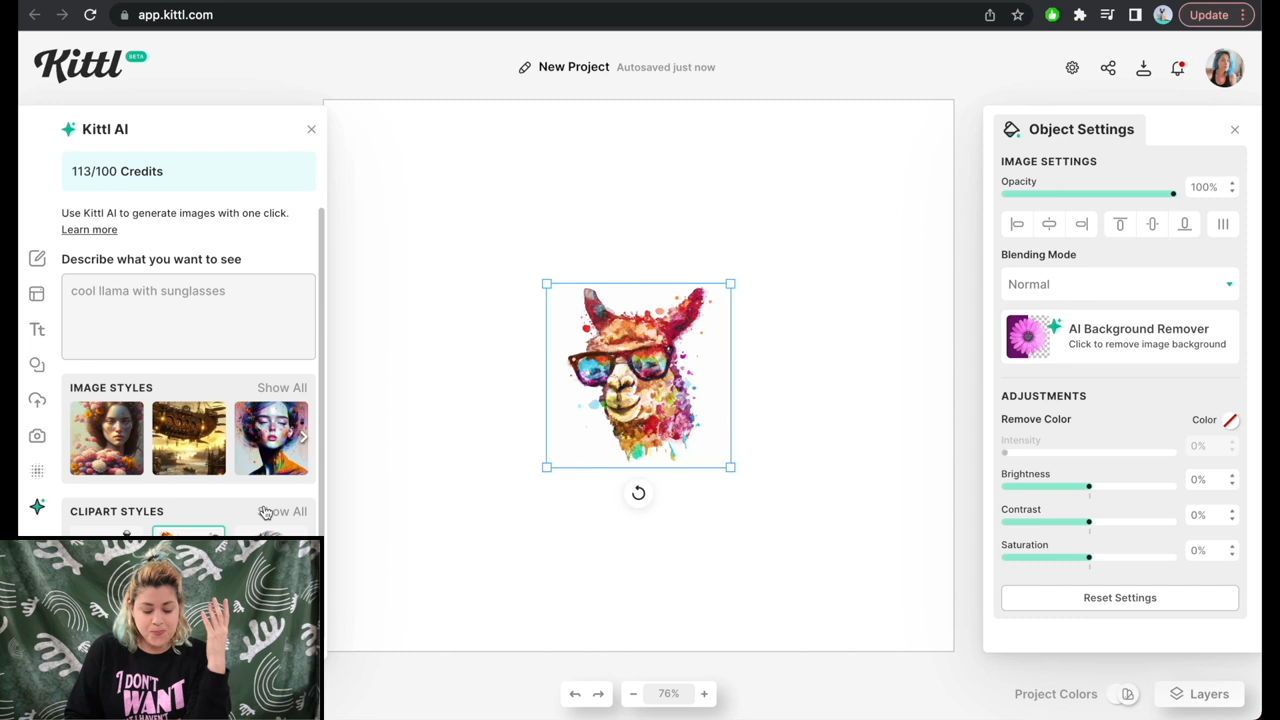 app.kittl.com
Update
Kittl
BETA
New Project
Autosaved just now
Kittl AI
113/100 Credits
Use Kittl AI to generate images with one click.
Learn more
Describe what you want to see
cool llama with sunglasses
IMAGE STYLES
Show All
CLIPART STYLES
Show All
Tt
I DON'T
WANT
76%
Object Settings
IMAGE SETTINGS
Opacity
100%
Blending Mode
Normal
AI Background Remover
Click to remove image background
ADJUSTMENTS
Remove Color
Color
Intensity
0%
Brightness
0%
Contrast
0%
Saturation
0%
Reset Settings
Project Colors
Layers